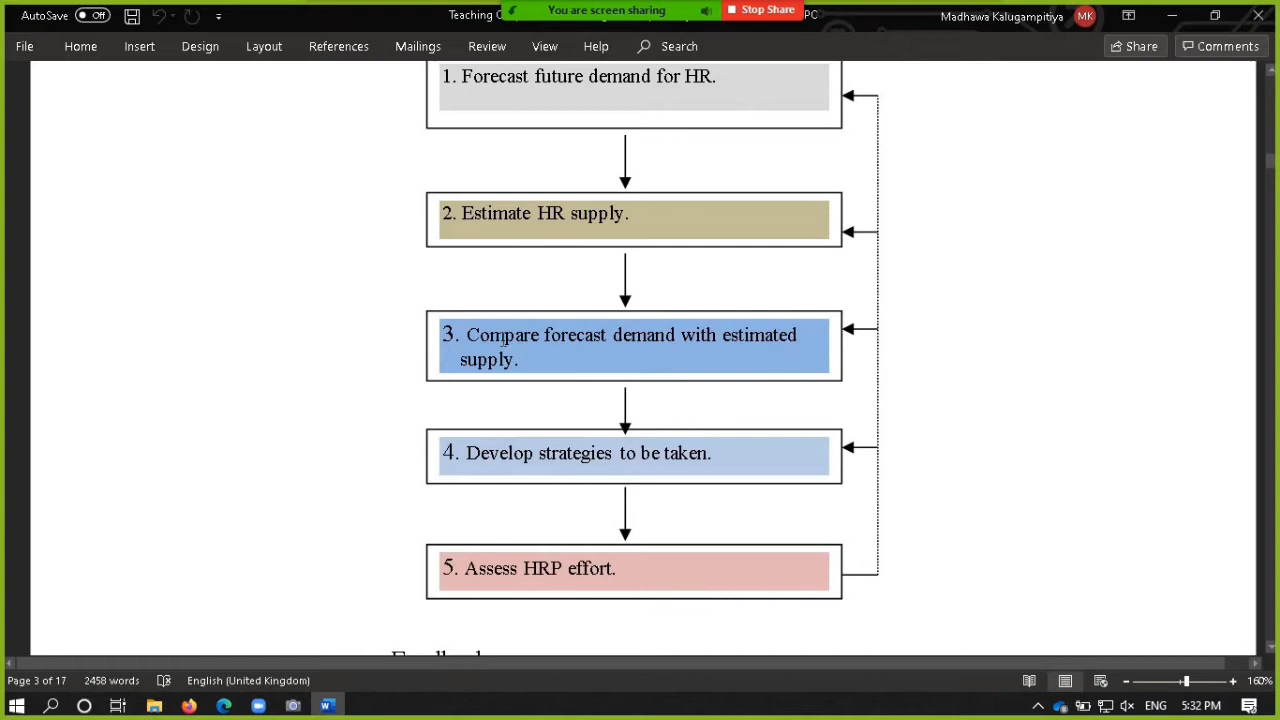 AutoSave Off
Teaching
PC
You are screen sharing
Stop Share
Madhawa Kalugampitiya
MK
File Home Insert Design Layout References Mailings Review View Help Search
Share Comments
1. Forecast future demand for HR.
2. Estimate HR supply.
3. Compare forecast demand with estimated
supply.
4. Develop strategies to be taken.
5. Assess HRP effort.
Page 3 of 17 2458 words English (United Kingdom)
160%
ENG 5:32 PM